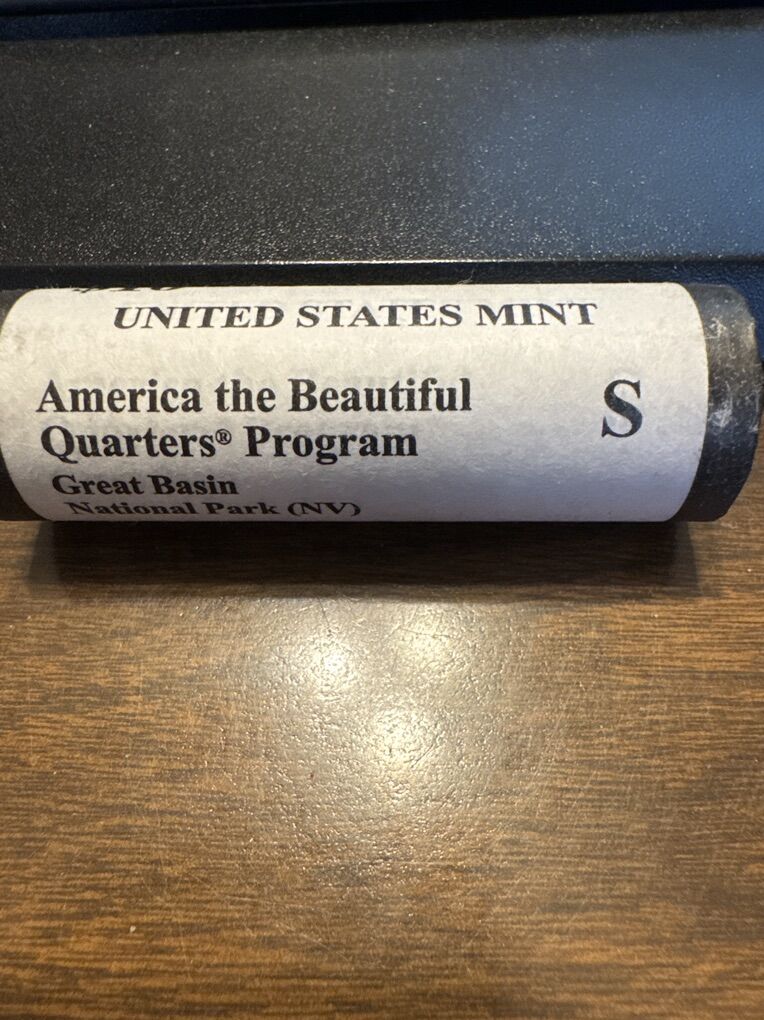 UNITED STATES MINT
America the Beautiful
Quarters® Program
Great Basin
National Park (NV)
S